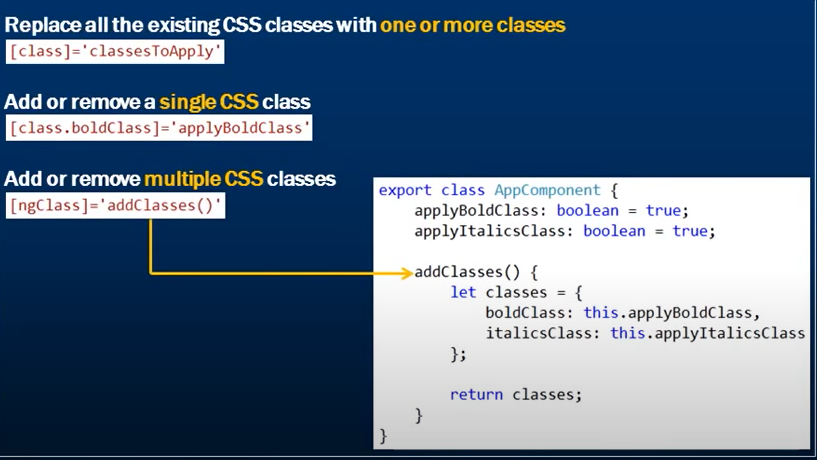 Replace all the existing CSS classes with one or more classes
[class]='classesToApply'
Add or remove a single CSS class
[class.boldClass]='applyBoldClass'
Add or remove multiple CSS classes
[ngClass]='addClasses()'
export class AppComponent {
applyBoldClass: boolean = true;
applyItalicsClass: boolean = true;
addClasses() {
let classes = {
boldClass: this.applyBoldClass,
italicsClass: this.applyItalicsClass
};
return classes;
}
}